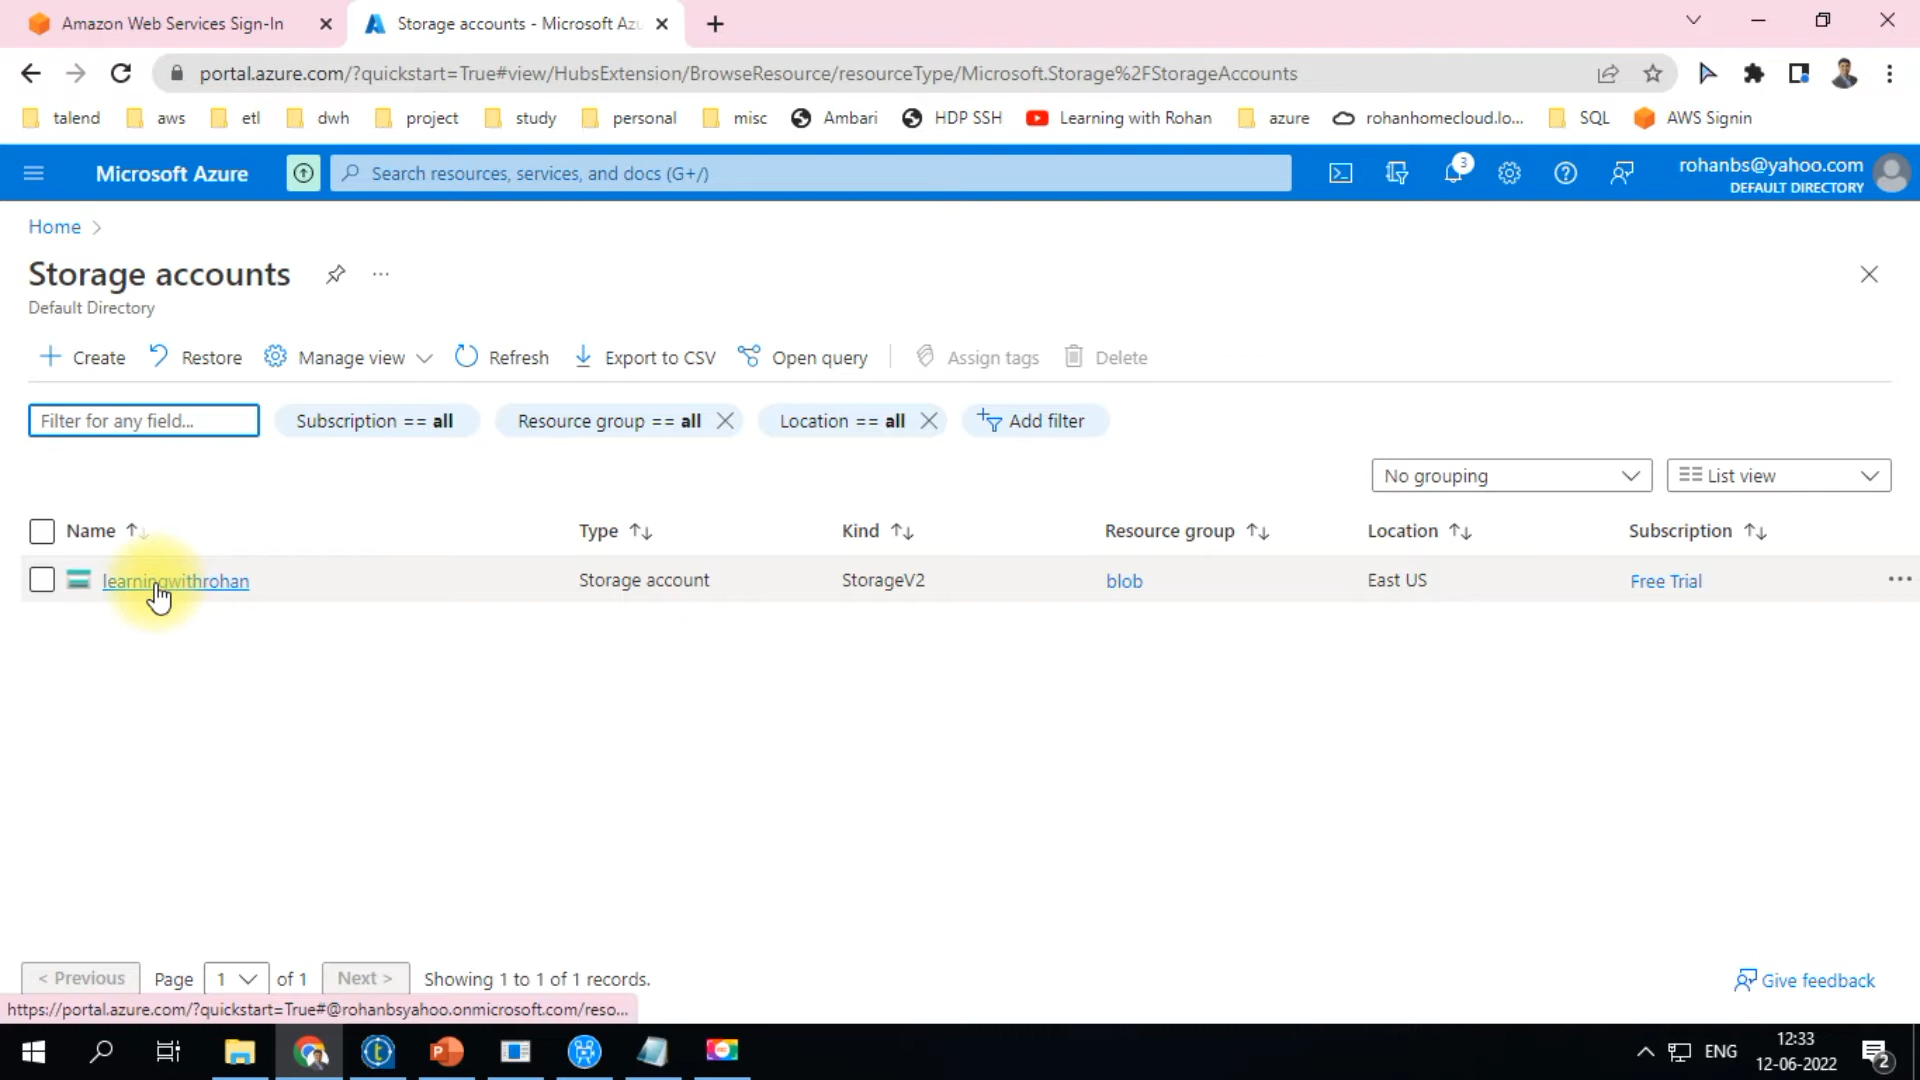 Amazon Web Services Sign-In
Storage accounts - Microsoft Azu
portal.azure.com/?quickstart=True#view/HubsExtension/BrowseResource/resourceType/Microsoft.Storage%2FStorageAccounts
talend aws etl dwh project study personal misc Ambari HDP SSH Learning with Rohan azure rohanhomecloud.lo... SQL AWS Signin
Microsoft Azure
Search resources, services, and docs (G+/)
3
rohanbs@yahoo.com
DEFAULT DIRECTORY
Home >
Storage accounts
Default Directory
Create Restore Manage view Refresh Export to CSV Open query Assign tags Delete
Filter for any field... Subscription == all Resource group == all Location == all Add filter
No grouping List view
Name Type Kind Resource group Location Subscription
learningwithrohan Storage account StorageV2 blob East US Free Trial
< Previous Page 1 of 1 Next > Showing 1 to 1 of 1 records. Give feedback
https://portal.azure.com/?quickstart=True#@rohanbsyahoo.onmicrosoft.com/reso...
ENG
12:33
12-06-2022
2